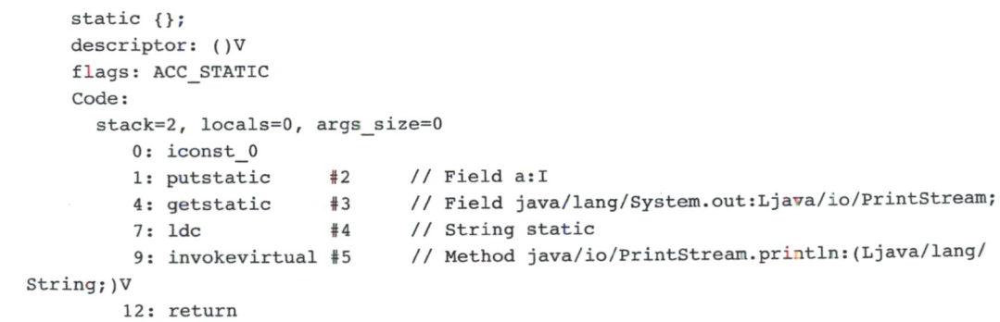 static {};
descriptor: ()V
flags: ACC_STATIC
Code:
stack=2, locals=0, args_size=0
0: iconst_0
1: putstatic #2 // Field a:I
4: getstatic #3 // Field java/lang/System.out:Ljava/io/PrintStream;
7: ldc #4 // String static
9: invokevirtual #5 // Method java/io/PrintStream.println:(Ljava/lang/
String;)V
12: return